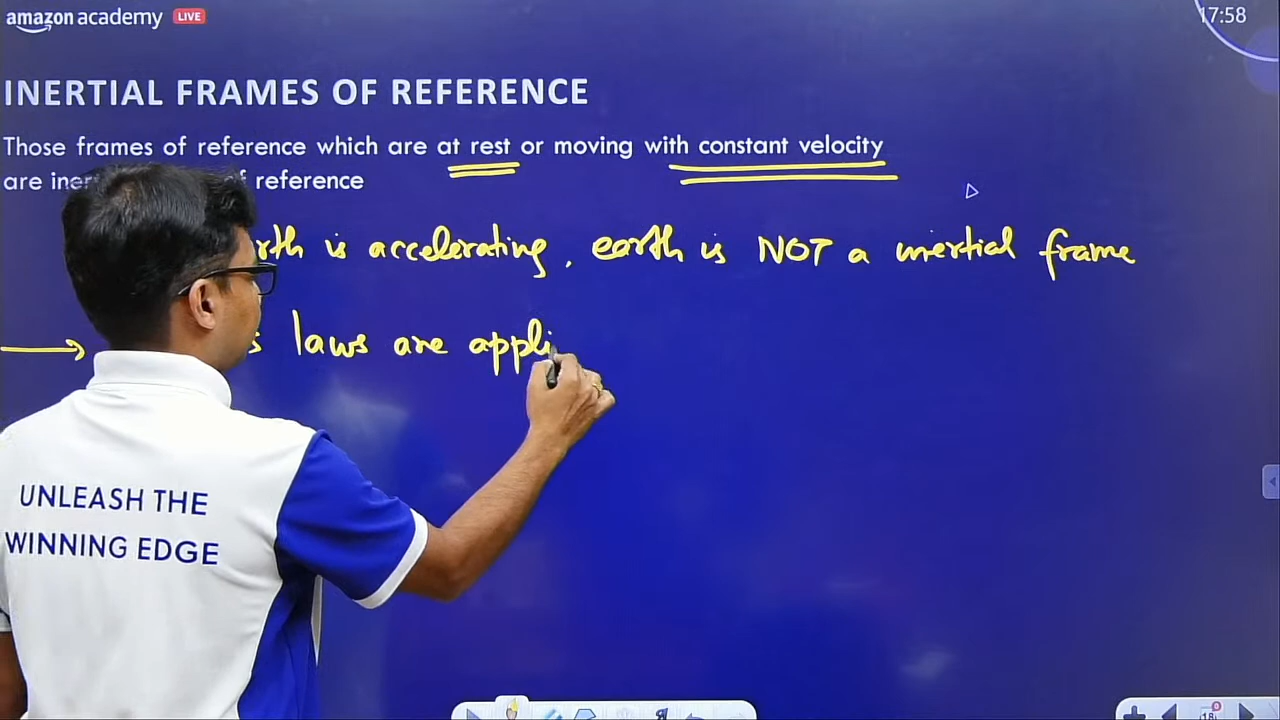 amazon academy LIVE
17:58
INERTIAL FRAMES OF REFERENCE
Those frames of reference which are at rest or moving with constant velocity
are of reference
is accelerating, earth is NOT a inertial frame
laws are appli
UNLEASH THE
WINNING EDGE
18